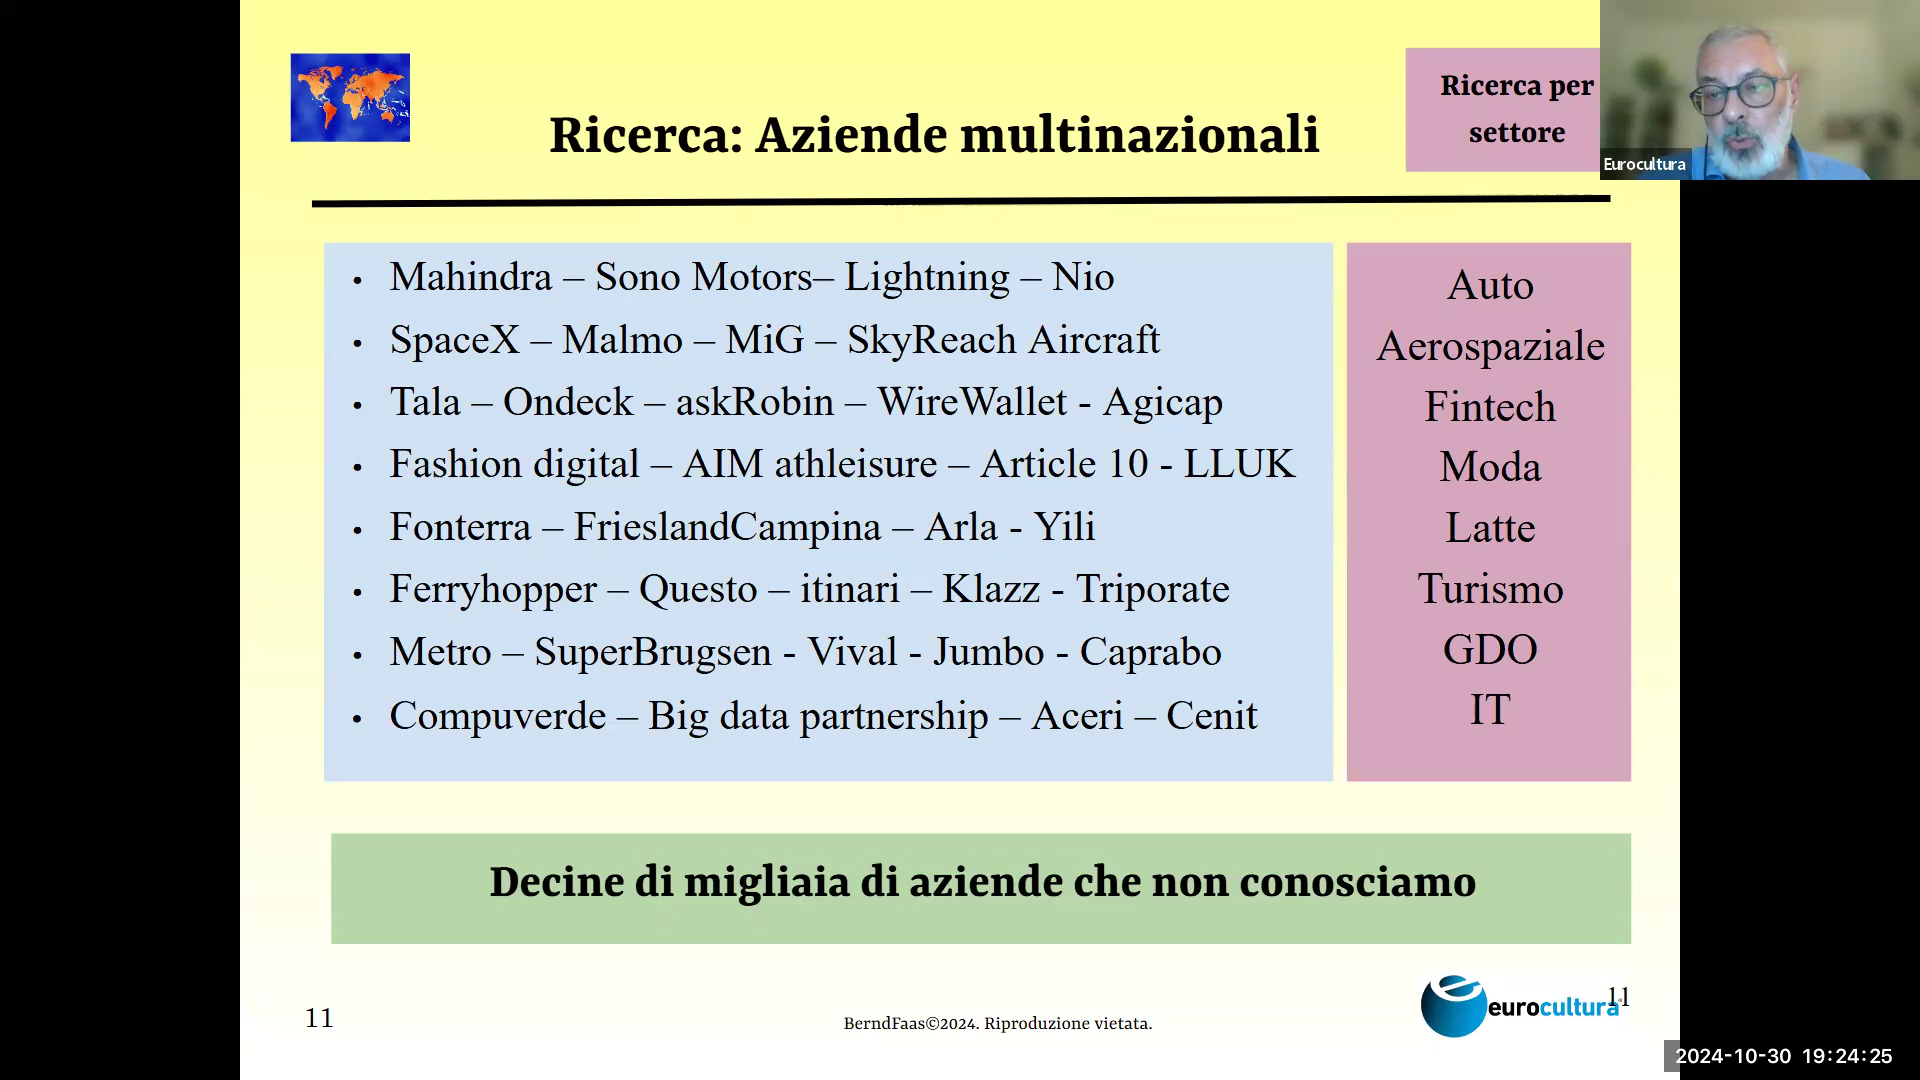 Ricerca: Aziende multinazionali
Ricerca per
settore
Eurocultura
• Mahindra – Sono Motors– Lightning – Nio
• SpaceX – Malmo – MiG – SkyReach Aircraft
• Tala – Ondeck – askRobin – WireWallet - Agicap
• Fashion digital – AIM athleisure – Article 10 - LLUK
• Fonterra – FrieslandCampina – Arla - Yili
• Ferryhopper – Questo – itinari – Klazz - Triporate
• Metro – SuperBrugsen - Vival - Jumbo - Caprabo
• Compuverde – Big data partnership – Aceri – Cenit
Auto
Aerospaziale
Fintech
Moda
Latte
Turismo
GDO
IT
Decine di migliaia di aziende che non conosciamo
11
BerndFaas©2024. Riproduzione vietata.
eurocultura
11
2024-10-30 19:24:25